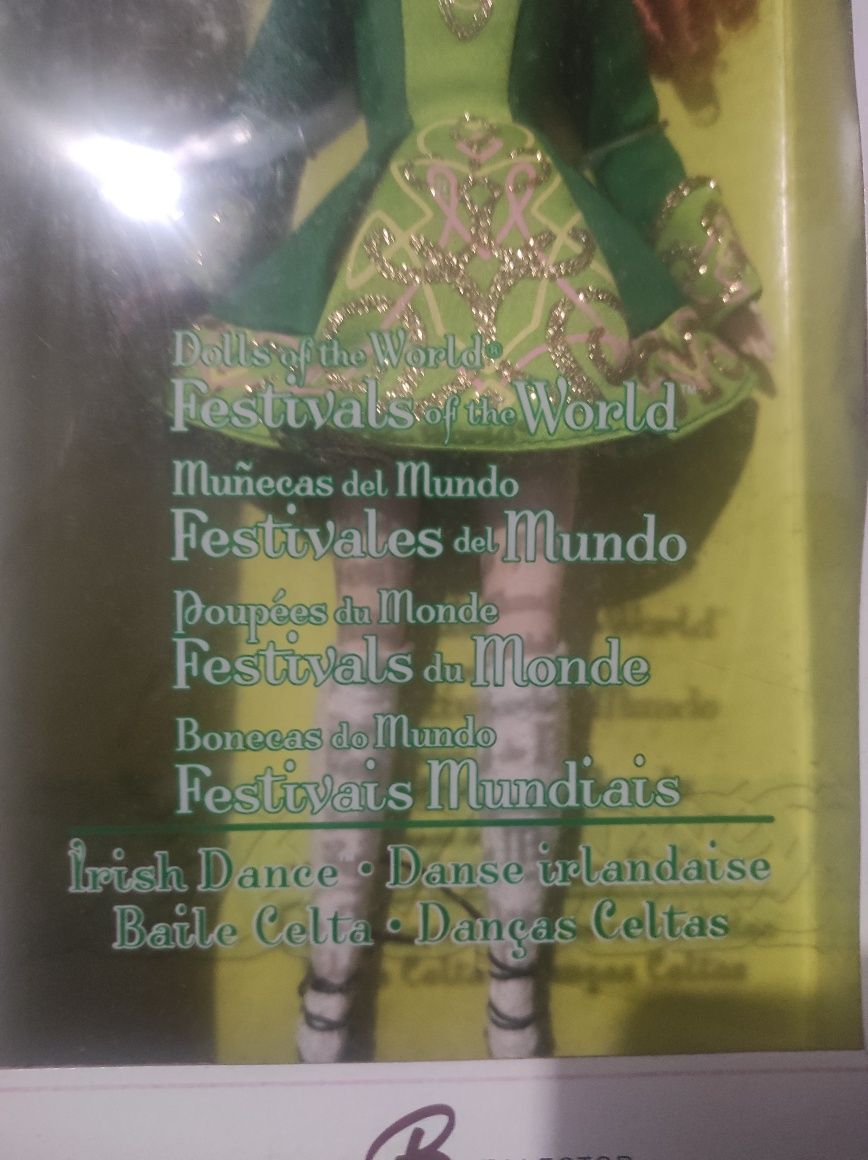 Dolls of the World®
Festivals of the World™
Muñecas del Mundo
Festivales del Mundo
Poupées du Monde
Festivals du Monde
Bonecas do Mundo
Festivais Mundiais
Irish Dance™ • Danse irlandaise
Baile Celta • Danças Celtas
B